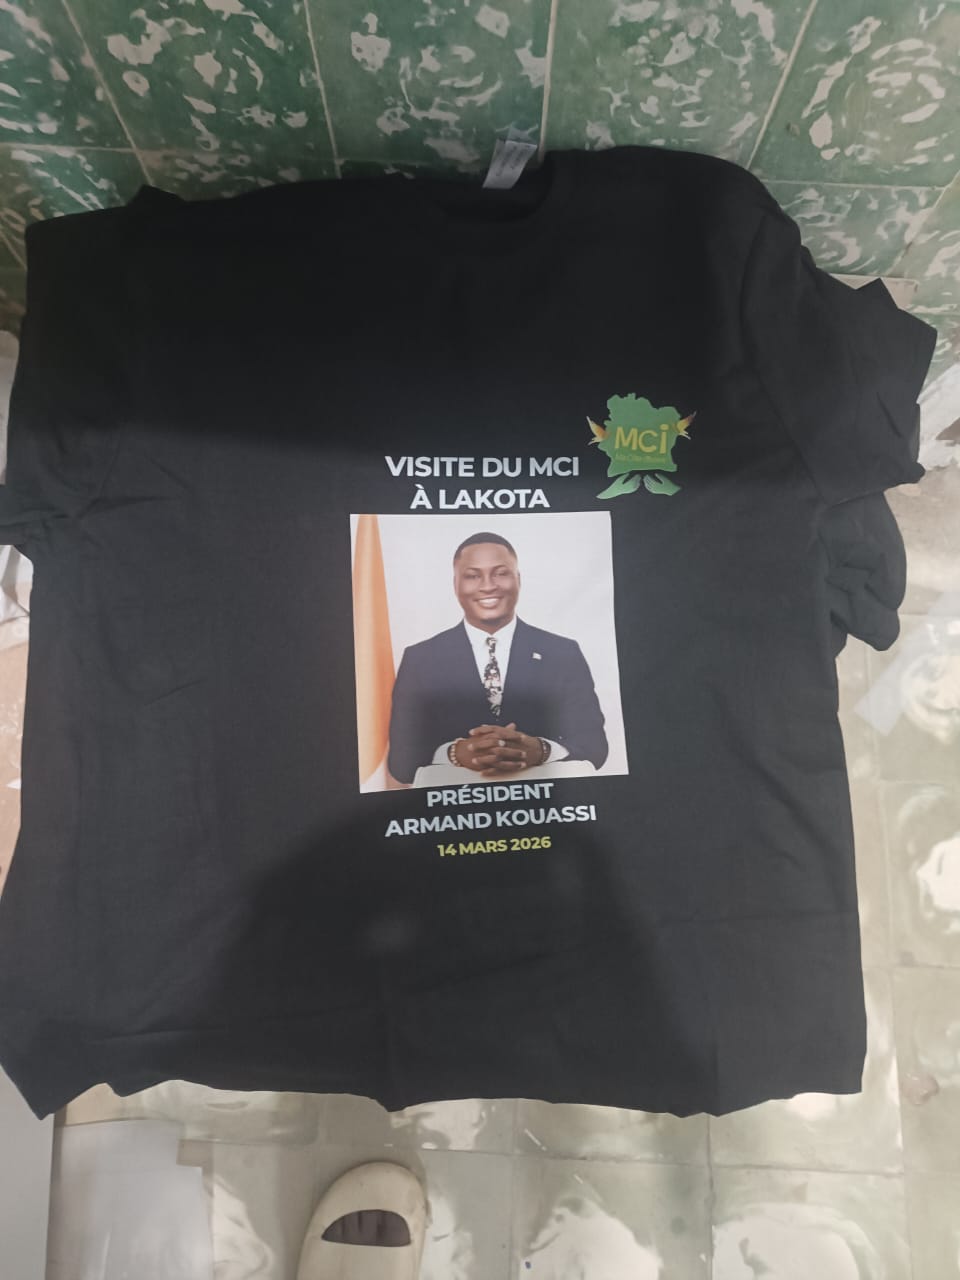 MCi
VISITE DU MCI
À LAKOTA
PRÉSIDENT
ARMAND KOUASSI
14 MARS 2026